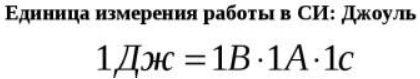 Единица измерения работы в СИ: Джоуль
1Дж = 1В·1А·1с